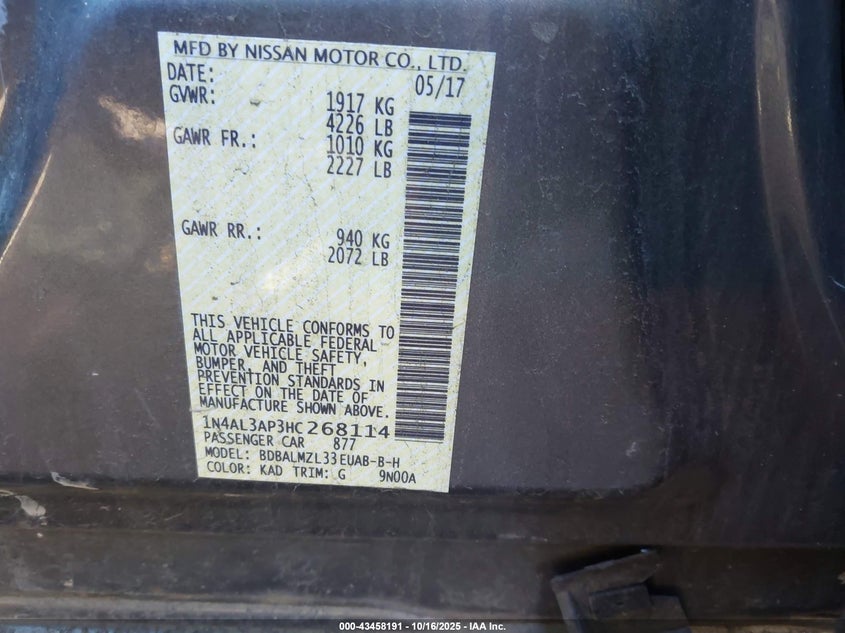 MFD BY NISSAN MOTOR CO., LTD.
DATE: 05/17
GVWR: 1917 KG
4226 LB
GAWR FR.: 1010 KG
2227 LB
GAWR RR.: 940 KG
2072 LB
THIS VEHICLE CONFORMS TO
ALL APPLICABLE FEDERAL
MOTOR VEHICLE SAFETY,
BUMPER, AND THEFT
PREVENTION STANDARDS IN
EFFECT ON THE DATE OF
MANUFACTURE SHOWN ABOVE.
1N4AL3AP3HC268114
PASSENGER CAR 877
MODEL: BDBALMZL33EUAB-B-H
COLOR: KAD TRIM: G 9N00A
000-43458191 - 10/16/2025 - IAA Inc.